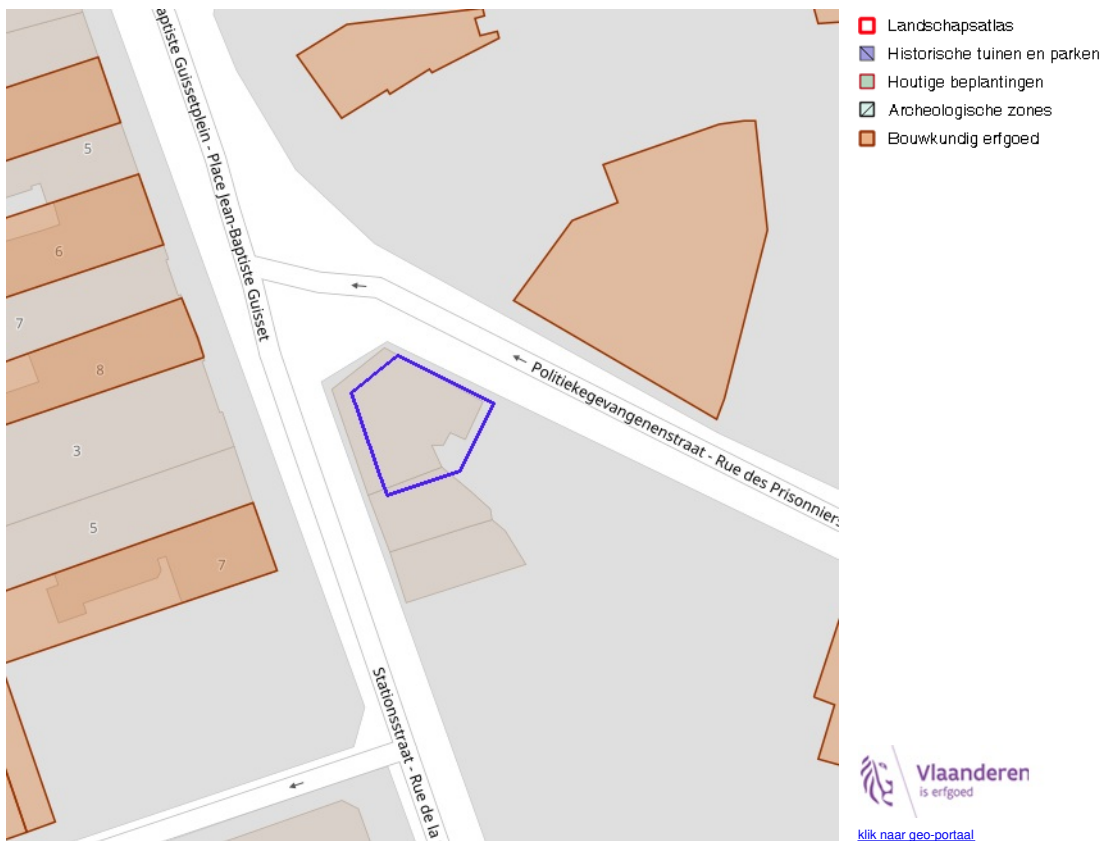 aptiste Guissetplein - Place Jean-Baptiste Guisset
5
6
7
8
3
5
7
Politiekegevangenenstraat - Rue des Prisonniers
Stationsstraat - Rue de la
Landschapsatlas
Historische tuinen en parken
Houtige beplantingen
Archeologische zones
Bouwkundig erfgoed
Vlaanderen
is erfgoed
klik naar geo-portaal